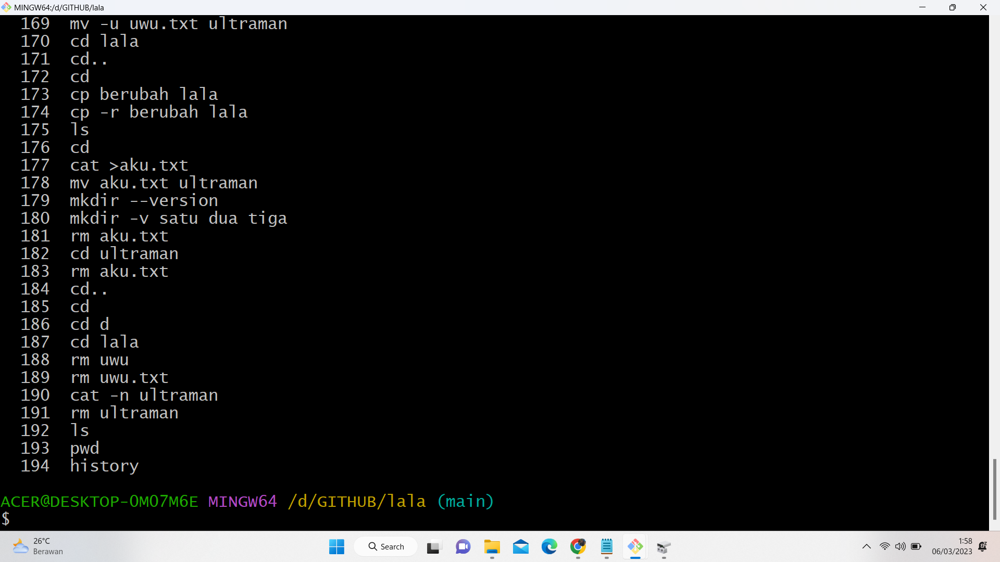 MINGW64:/d/GITHUB/lala
169 mv -u uwu.txt ultraman
170 cd lala
171 cd..
172 cd
173 cp berubah lala
174 cp -r berubah lala
175 ls
176 cd
177 cat >aku.txt
178 mv aku.txt ultraman
179 mkdir --version
180 mkdir -v satu dua tiga
181 rm aku.txt
182 cd ultraman
183 rm aku.txt
184 cd..
185 cd
186 cd d
187 cd lala
188 rm uwu
189 rm uwu.txt
190 cat -n ultraman
191 rm ultraman
192 ls
193 pwd
194 history
ACER@DESKTOP-0M07M6E MINGW64 /d/GITHUB/lala (main)
$
26°C
Berawan
Search
1:58
06/03/2023